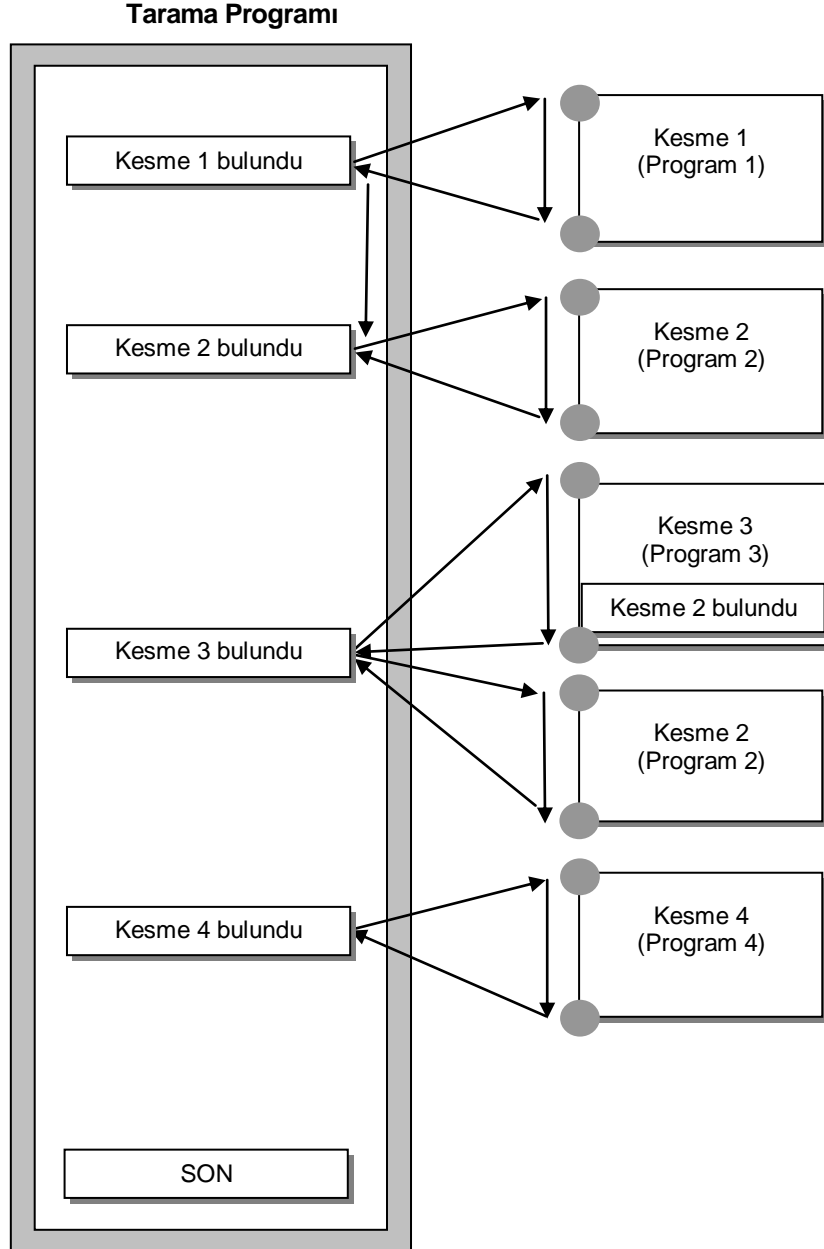 Tarama Programı
Kesme 1 bulundu
Kesme 1
(Program 1)
Kesme 2 bulundu
Kesme 2
(Program 2)
Kesme 3
(Program 3)
Kesme 2 bulundu
Kesme 3 bulundu
Kesme 2
(Program 2)
Kesme 4 bulundu
Kesme 4
(Program 4)
SON